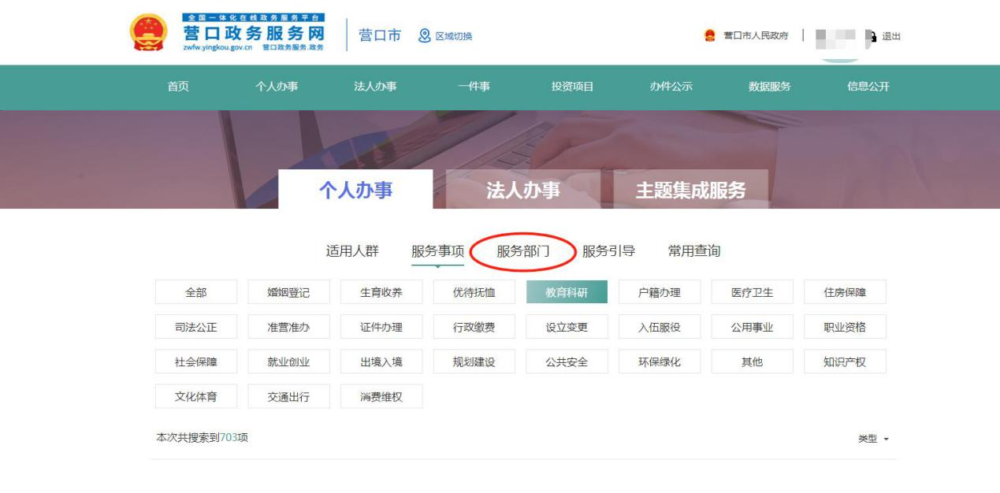 全国一体化在线政务服务平台
营口政务服务网
zwfw.yingkou.gov.cn 营口政务服务.政务
营口市 区域切换
营口市人民政府 | 退出
首页 个人办事 法人办事 一件事 投资项目 办件公示 数据服务 信息公开
个人办事 法人办事 主题集成服务
适用人群 服务事项 服务部门 服务引导 常用查询
全部 婚姻登记 生育收养 优待抚恤 教育科研 户籍办理 医疗卫生 住房保障
司法公正 准营准办 证件办理 行政缴费 设立变更 入伍服役 公用事业 职业资格
社会保障 就业创业 出境入境 规划建设 公共安全 环保绿化 其他 知识产权
文化体育 交通出行 消费维权
本次共搜索到703项 类型